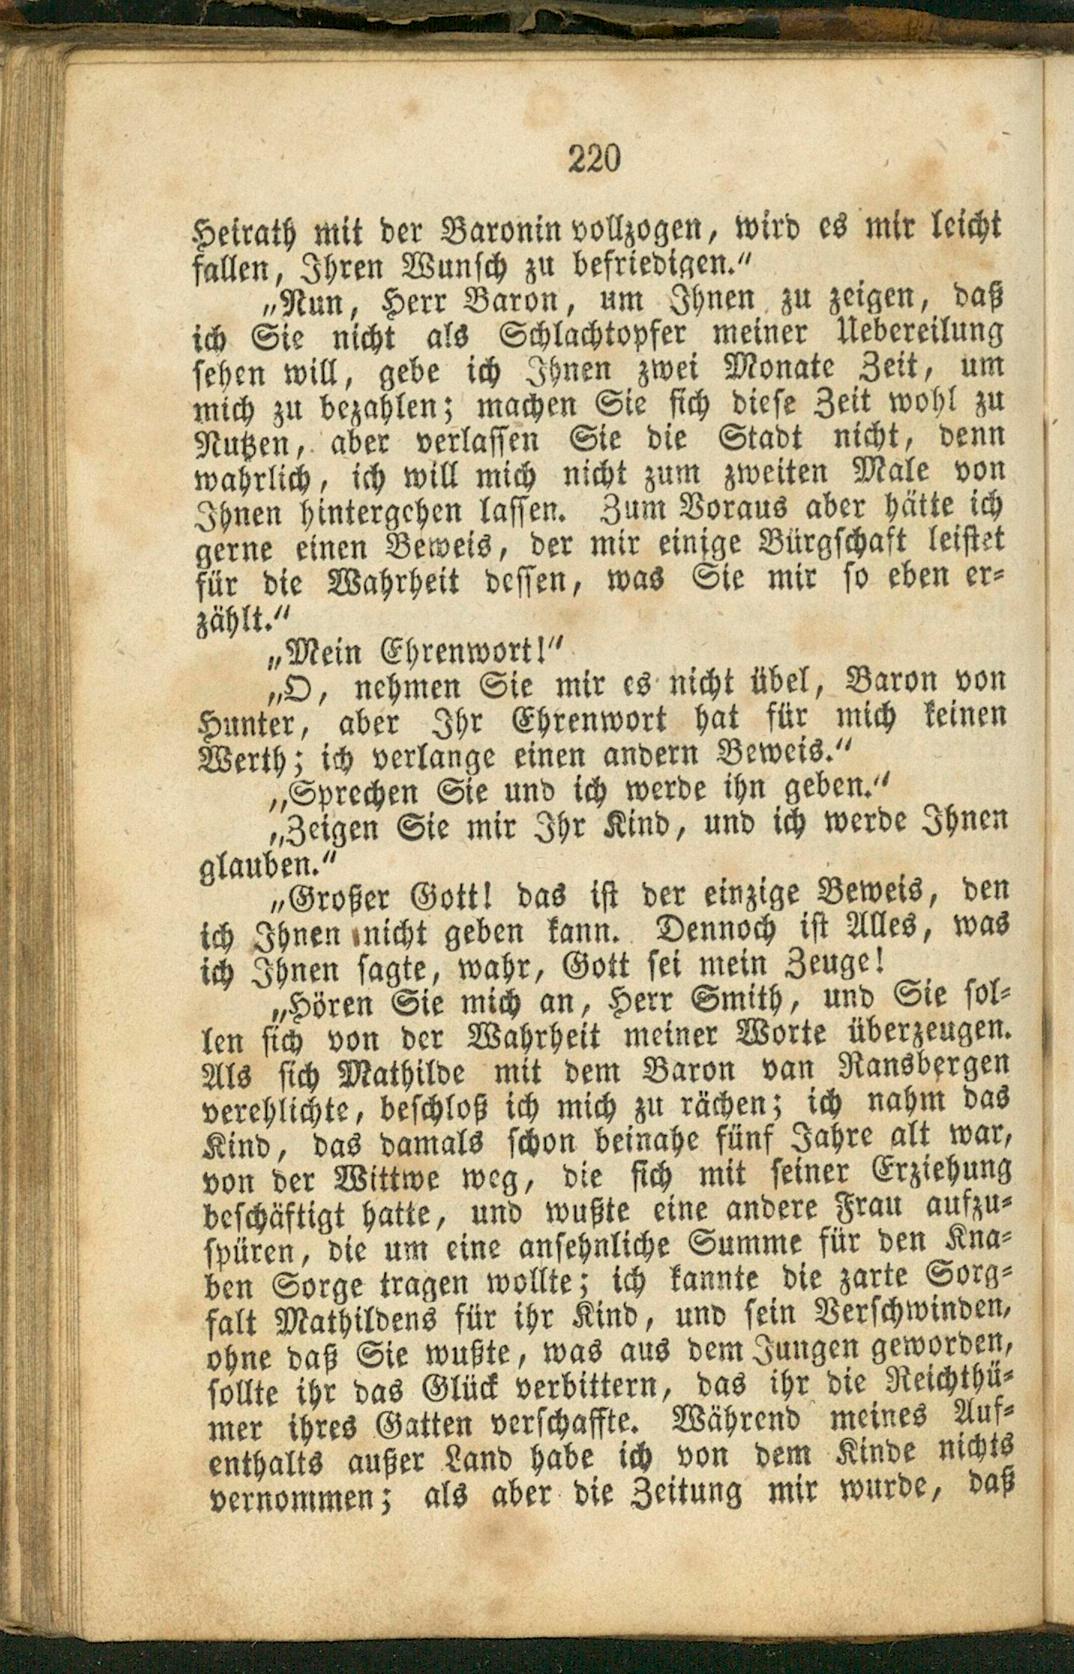 220
Heirath mit der Baronin vollzogen, wird es mir leicht
fallen, Ihren Wunsch zu befriedigen.“
„Nun, Herr Baron, um Ihnen zu zeigen, daß
ich Sie nicht als Schlachtopfer meiner Uebereilung
sehen will, gebe ich Ihnen zwei Monate Zeit, um
mich zu bezahlen; machen Sie sich diese Zeit wohl zu
Nutzen, aber verlassen Sie die Stadt nicht, denn
wahrlich, ich will mich nicht zum zweiten Male von
Ihnen hintergehen lassen. Zum Voraus aber hätte ich
gerne einen Beweis, der mir einige Bürgschaft leistet
für die Wahrheit dessen, was Sie mir so eben er-
zählt.“
„Mein Ehrenwort!“
„O, nehmen Sie mir es nicht übel, Baron von
Hunter, aber Ihr Ehrenwort hat für mich keinen
Werth; ich verlange einen andern Beweis.“
„Sprechen Sie und ich werde ihn geben.“
„Zeigen Sie mir Ihr Kind, und ich werde Ihnen
glauben.“
„Großer Gott! das ist der einzige Beweis, den
ich Ihnen nicht geben kann. Dennoch ist Alles, was
ich Ihnen sagte, wahr, Gott sei mein Zeuge!
„Hören Sie mich an, Herr Smith, und Sie sol-
len sich von der Wahrheit meiner Worte überzeugen.
Als sich Mathilde mit dem Baron van Ransbergen
verehlichte, beschloß ich mich zu rächen; ich nahm das
Kind, das damals schon beinahe fünf Jahre alt war,
von der Wittwe weg, die sich mit seiner Erziehung
beschäftigt hatte, und wußte eine andere Frau aufzu-
spüren, die um eine ansehnliche Summe für den Kna-
ben Sorge tragen wollte; ich kannte die zarte Sorg-
falt Mathildens für ihr Kind, und sein Verschwinden,
ohne daß Sie wußte, was aus dem Jungen geworden,
sollte ihr das Glück verbittern, das ihr die Reichthü-
mer ihres Gatten verschaffte. Während meines Auf-
enthalts außer Land habe ich von dem Kinde nichts
vernommen; als aber die Zeitung mir wurde, daß